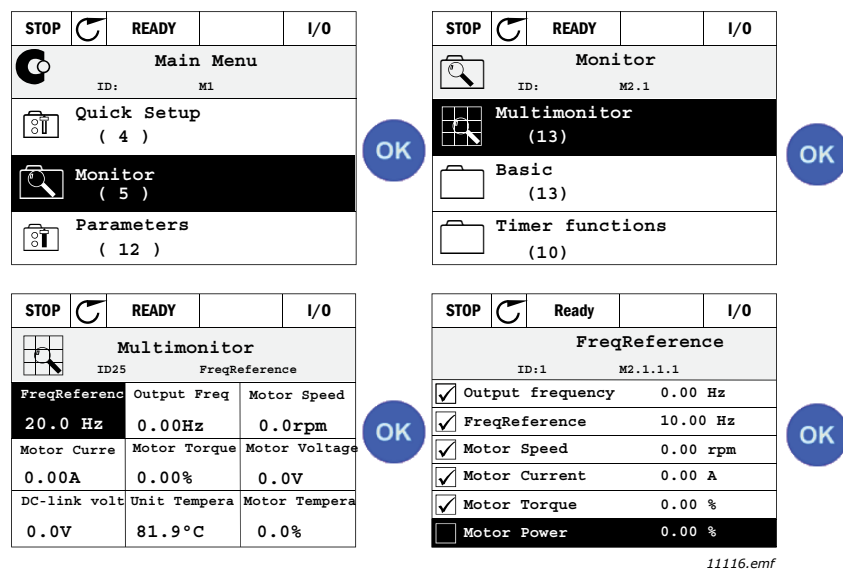 STOP READY I/O
Main Menu
ID: M1
Quick Setup
( 4 )
Monitor
( 5 )
Parameters
( 12 )
OK
STOP READY I/O
Monitor
ID: M2.1
Multimonitor
(13)
Basic
(13)
Timer functions
(10)
OK
STOP READY I/O
Multimonitor
ID25 FreqReference
FreqReferenc Output Freq Motor Speed
20.0 Hz 0.00Hz 0.0rpm
Motor Curre Motor Torque Motor Voltage
0.00A 0.00% 0.0V
DC-link volt Unit Tempera Motor Tempera
0.0V 81.9°C 0.0%
OK
STOP Ready I/O
FreqReference
ID:1 M2.1.1.1
Output frequency 0.00 Hz
FreqReference 10.00 Hz
Motor Speed 0.00 rpm
Motor Current 0.00 A
Motor Torque 0.00 %
Motor Power 0.00 %
OK
11116.emf